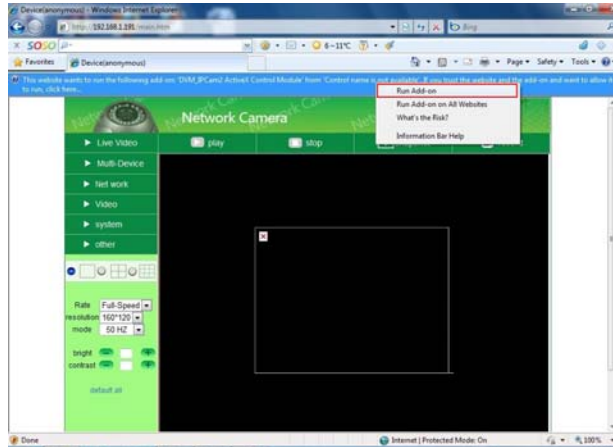 Device(anonymous) - Windows Internet Explorer
http://192.168.1.191/main.htm
Bing
SOSO
6~11℃
Favorites
Device(anonymous)
Page
Safety
Tools
This website wants to run the following add-on: 'DVM_IPCam2 ActiveX Control Module' from 'Control name is not available'. If you trust the website and the add-on and want to allow it
to run, click here...
Run Add-on
Run Add-on on All Websites
What's the Risk?
Information Bar Help
Network Camera
Live Video
play
stop
Multi-Device
Net work
Video
system
other
Rate Full-Speed
resolution 160*120
mode 50 HZ
bright
contrast
default all
Done
Internet | Protected Mode: On
100%